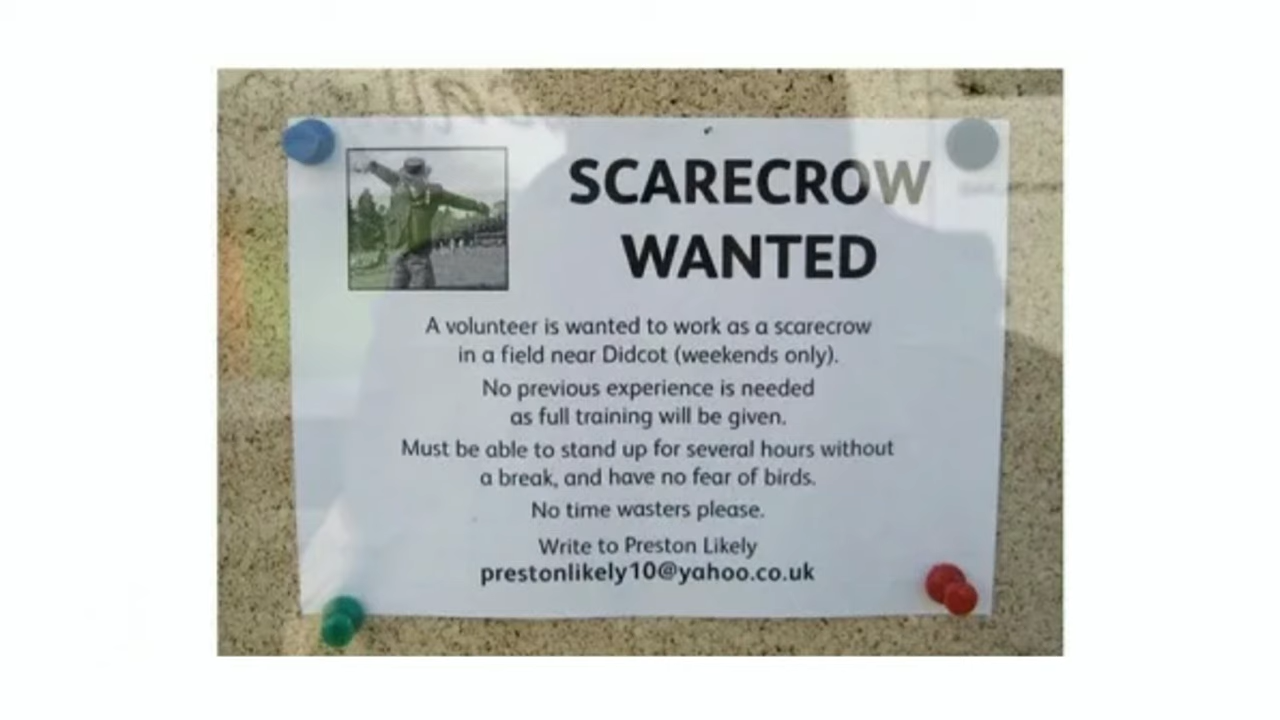 SCARECROW
WANTED
A volunteer is wanted to work as a scarecrow
in a field near Didcot (weekends only).
No previous experience is needed
as full training will be given.
Must be able to stand up for several hours without
a break, and have no fear of birds.
No time wasters please.
Write to Preston Likely
prestonlikely10@yahoo.co.uk